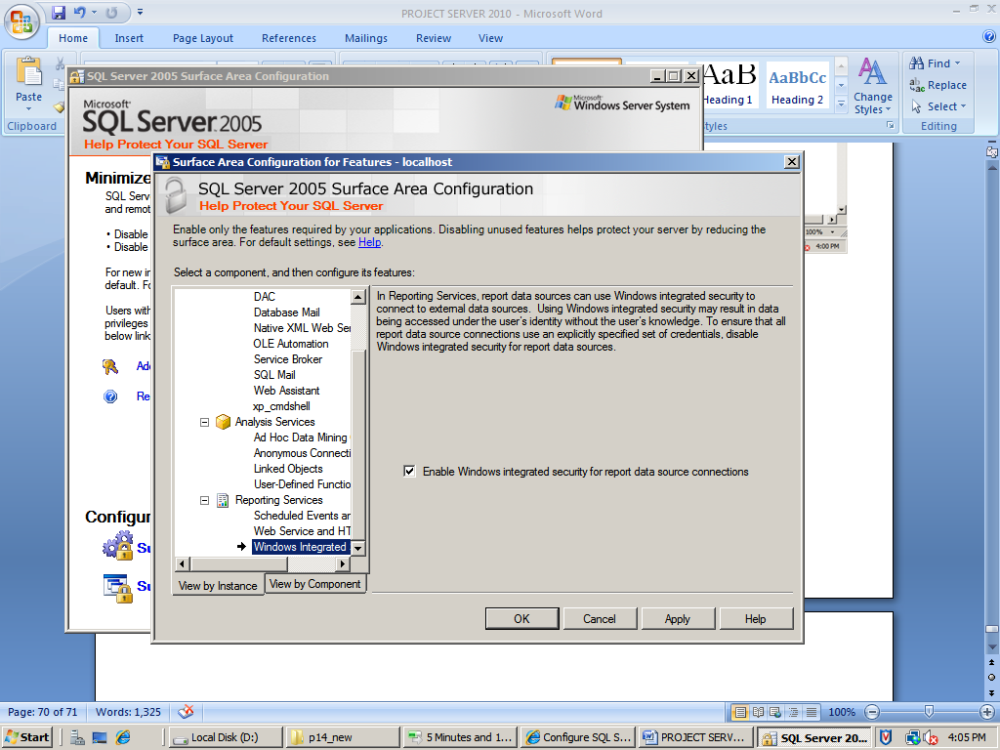 PROJECT SERVER 2010 - Microsoft Word
Home Insert Page Layout References Mailings Review View
Paste
Clipboard
AaB AaBbCc
Heading 1 Heading 2
Change
Styles
Find
Replace
Select
Editing
SQL Server 2005 Surface Area Configuration
Microsoft
SQL Server 2005
Help Protect Your SQL Server
Microsoft
Windows Server System
Minimize
SQL Serv
and remot
• Disable
• Disable
For new in
default. Fo
Users with
privileges
below link
Ad
Re
Configur
Su
Su
100%
4:00 PM
Surface Area Configuration for Features - localhost
SQL Server 2005 Surface Area Configuration
Help Protect Your SQL Server
Enable only the features required by your applications. Disabling unused features helps protect your server by reducing the
surface area. For default settings, see Help.
Select a component, and then configure its features:
DAC
Database Mail
Native XML Web Ser
OLE Automation
Service Broker
SQL Mail
Web Assistant
xp_cmdshell
Analysis Services
Ad Hoc Data Mining
Anonymous Connecti
Linked Objects
User-Defined Functio
Reporting Services
Scheduled Events an
Web Service and HT
Windows Integrated
View by Instance View by Component
In Reporting Services, report data sources can use Windows integrated security to
connect to external data sources. Using Windows integrated security may result in data
being accessed under the user's identity without the user's knowledge. To ensure that all
report data source connections use an explicitly specified set of credentials, disable
Windows integrated security for report data sources.
Enable Windows integrated security for report data source connections
OK Cancel Apply Help
Page: 70 of 71 Words: 1,325 100%
Start Local Disk (D:) p14_new 5 Minutes and 1... Configure SQL S... PROJECT SERV... SQL Server 20... 4:05 PM